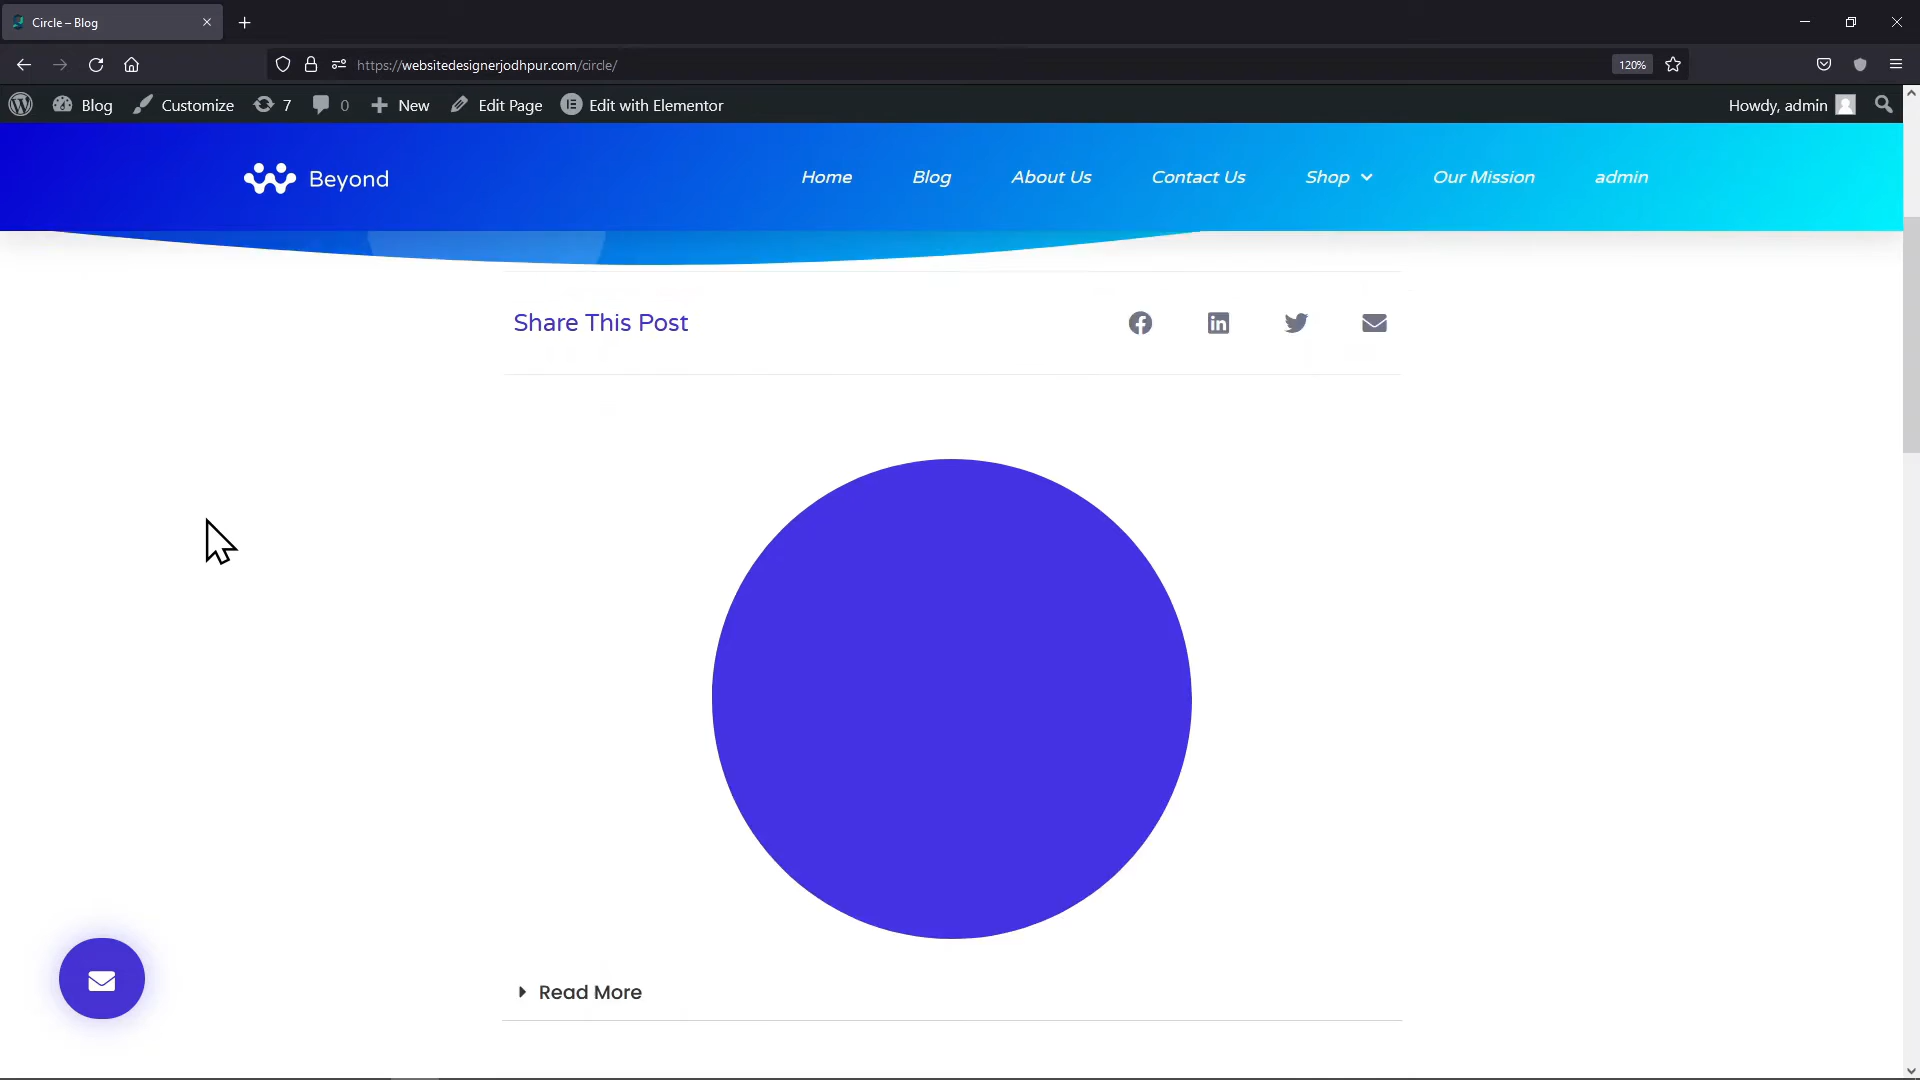 Circle – Blog
https://websitedesignerjodhpur.com/circle/
120%
Blog
Customize
7
0
New
Edit Page
Edit with Elementor
Howdy, admin
Beyond
Home
Blog
About Us
Contact Us
Shop
Our Mission
admin
Share This Post
Read More